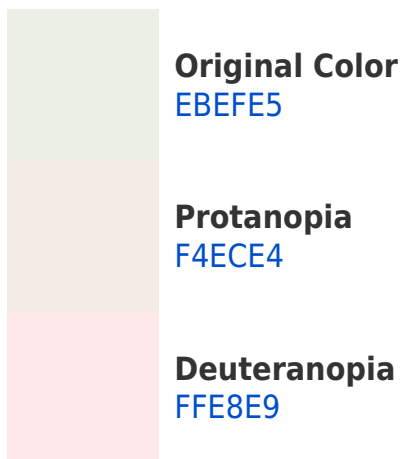 Original Color
EBEFE5
Protanopia
F4ECE4
Deuteranopia
FFE8E9